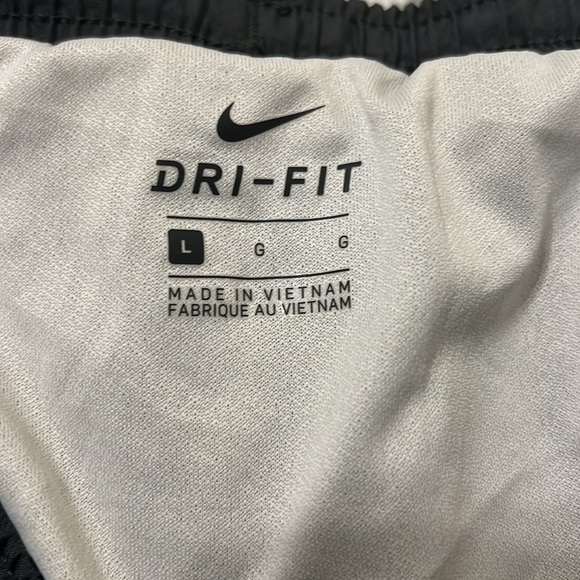 DRI-FIT
L G G
MADE IN VIETNAM
FABRIQUE AU VIETNAM